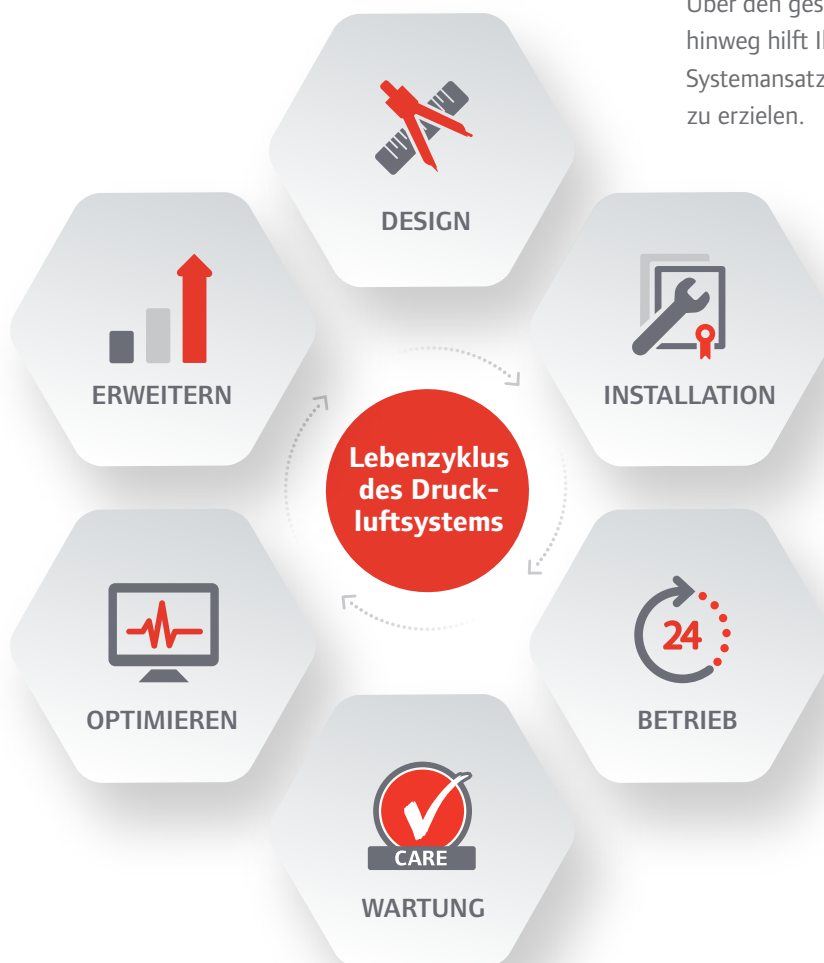 Über den ges
hinweg hilft
Systemansatz
zu erzielen.
DESIGN
ERWEITERN
INSTALLATION
Lebenzyklus
des Druck-
luftsystems
24
OPTIMIEREN
BETRIEB
CARE
WARTUNG